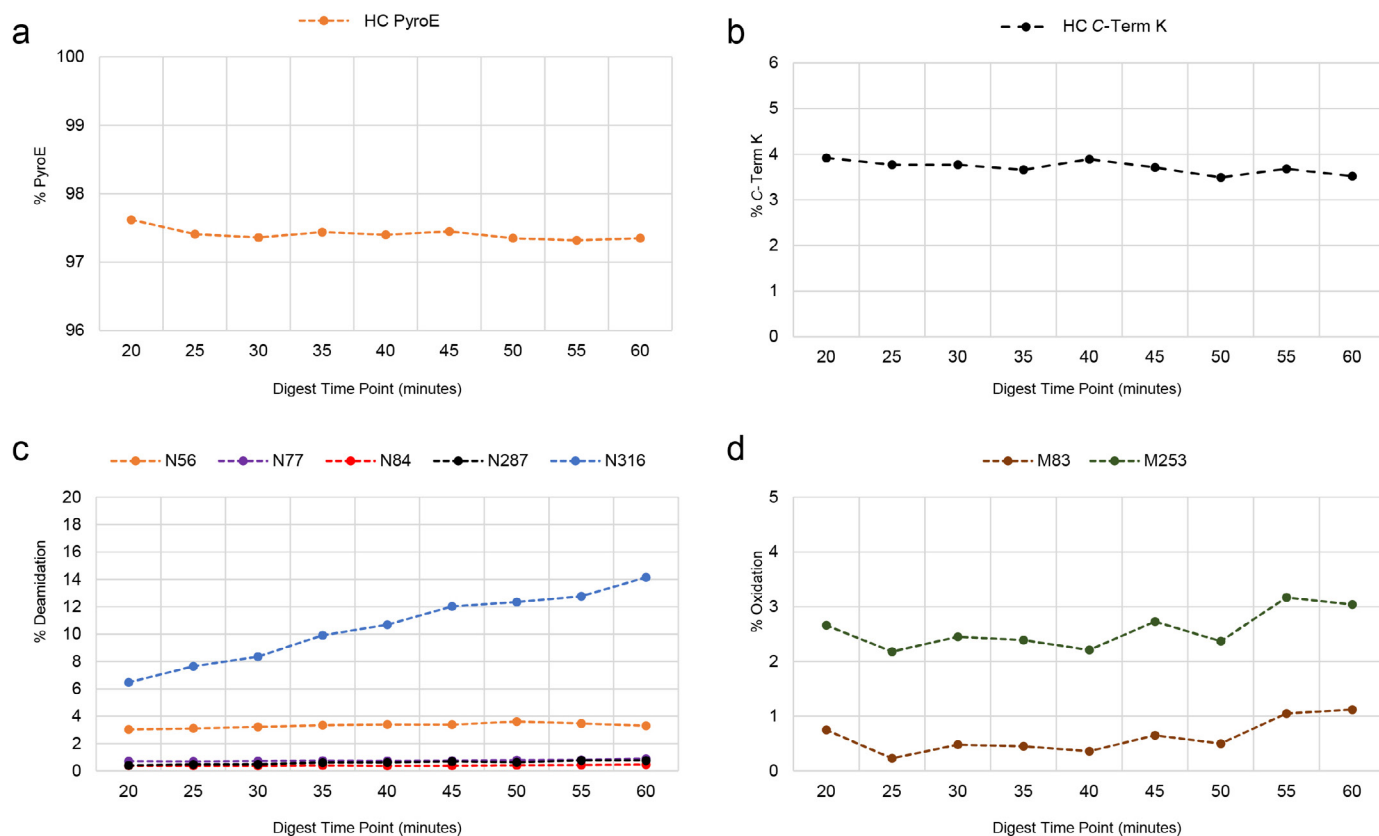 a
HC PyroE
% PyroE
100
99
98
97
96
20 25 30 35 40 45 50 55 60
Digest Time Point (minutes)
b
HC C-Term K
% C-Term K
6
5
4
3
2
1
0
20 25 30 35 40 45 50 55 60
Digest Time Point (minutes)
c
N56 N77 N84 N287 N316
% Deamidation
20
18
16
14
12
10
8
6
4
2
0
20 25 30 35 40 45 50 55 60
Digest Time Point (minutes)
d
M83 M253
% Oxidation
5
4
3
2
1
0
20 25 30 35 40 45 50 55 60
Digest Time Point (minutes)